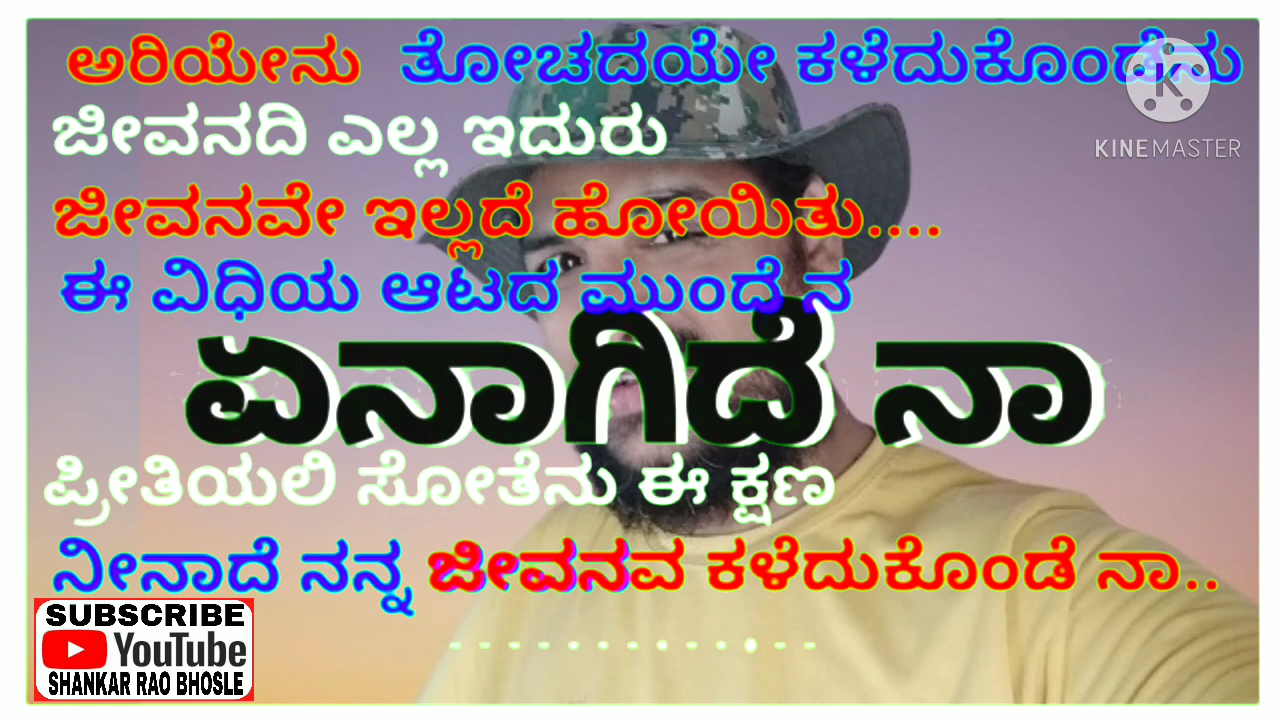 ಅರಿಯೇನು ತೋಚದಯೇ ಕಳೆದುಕೊಂಡೆನು
KINEMASTER
ಜೀವನದಿ ಎಲ್ಲ ಇದುರು
ಜೀವನವೇ ಇಲ್ಲದೆ ಹೋಯಿತು....
ಈ ವಿಧಿಯ ಆಟದ ಮುಂದೆ ನ
ಏನಾಗಿದೆ ನಾ
ಪ್ರೀತಿಯಲಿ ಸೋತೆನು ಈ ಕ್ಷಣ
ನೀನಾದೆ ನನ್ನ ಜೀವನವ ಕಳೆದುಕೊಂಡೆ ನಾ..
SUBSCRIBE
YouTube
SHANKAR RAO BHOSLE